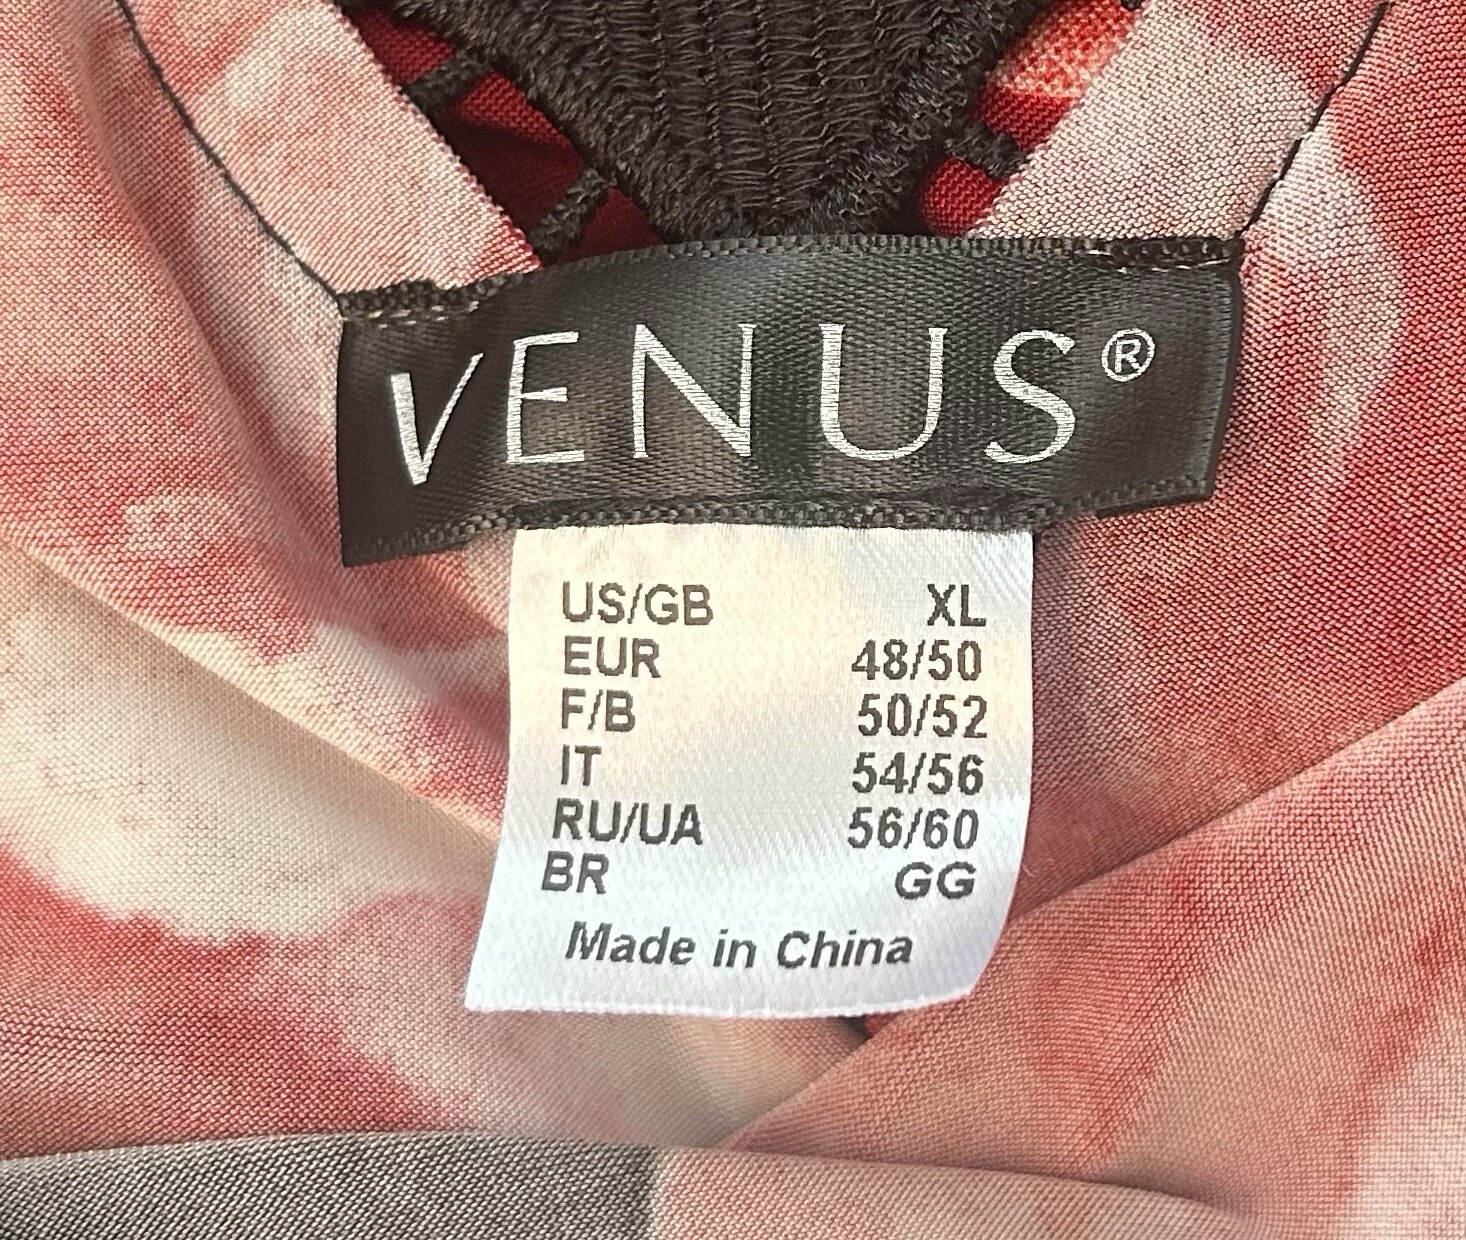 VENUS®
US/GB XL
EUR 48/50
F/B 50/52
IT 54/56
RU/UA 56/60
BR GG
Made in China